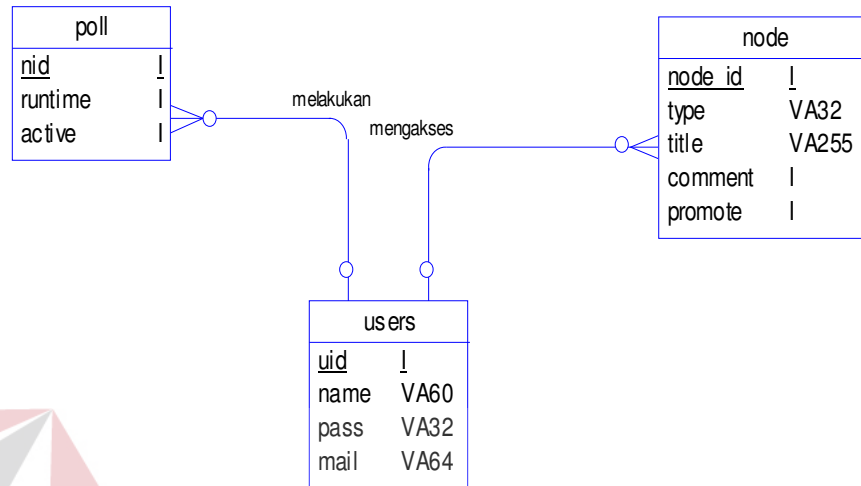 poll
nid I
runtime I
active I
melakukan
mengakses
node
node_id I
type VA32
title VA255
comment I
promote I
users
uid I
name VA60
pass VA32
mail VA64